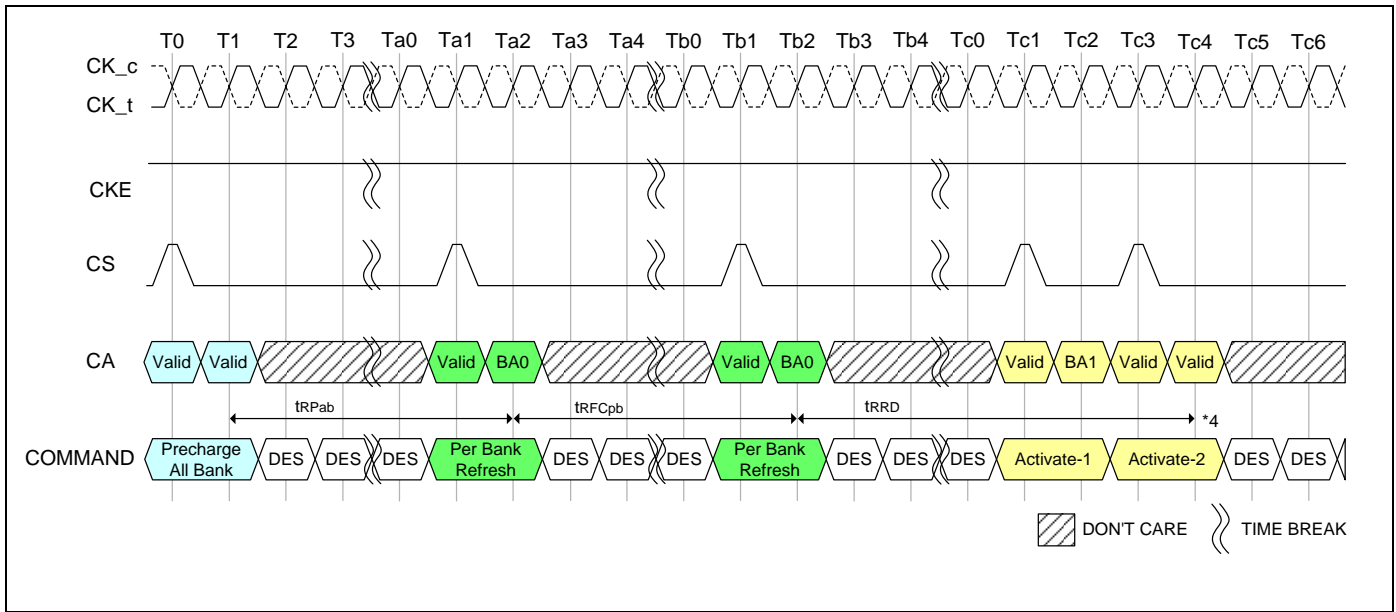 T0 T1 T2 T3 Ta0 Ta1 Ta2 Ta3 Ta4 Tb0 Tb1 Tb2 Tb3 Tb4 Tc0 Tc1 Tc2 Tc3 Tc4 Tc5 Tc6
CK_c
CK_t
CKE
CS
CA Valid Valid Valid BA0 Valid BA0 Valid BA1 Valid Valid
tRPab tRFCpb tRRD *4
COMMAND Precharge All Bank DES DES DES Per Bank Refresh DES DES DES Per Bank Refresh DES DES DES Activate-1 Activate-2 DES DES
DON'T CARE TIME BREAK